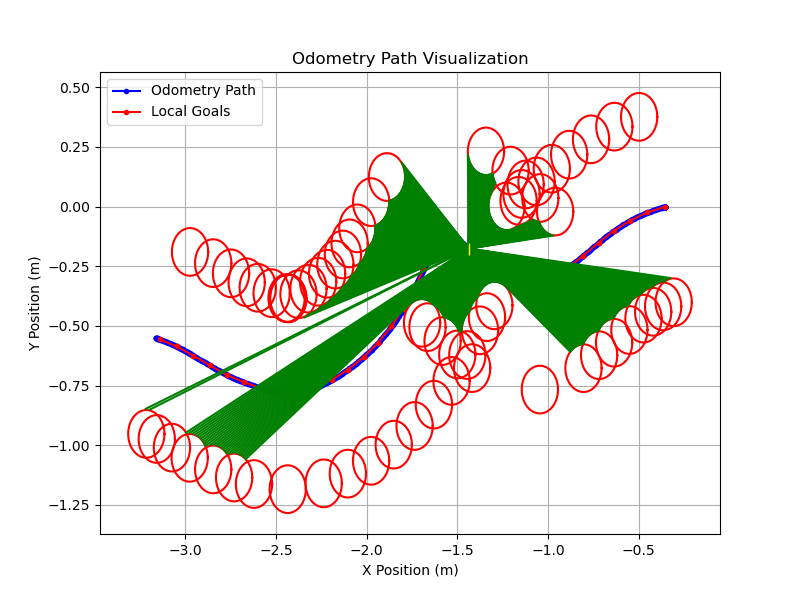 Odometry Path Visualization
Odometry Path
Local Goals
0.50
0.25
0.00
−0.25
−0.50
−0.75
−1.00
−1.25
Y Position (m)
−3.0 −2.5 −2.0 −1.5 −1.0 −0.5
X Position (m)